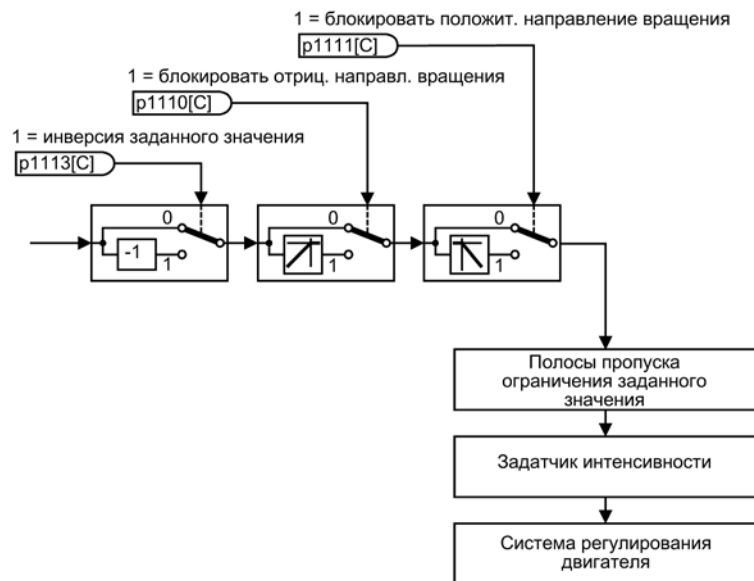 1 = блокировать положит. направление вращения
p1111[C]
1 = блокировать отриц. направл. вращения
p1110[C]
1 = инверсия заданного значения
p1113[C]
0
-1
1
0
1
0
1
Полосы пропуска
ограничения заданного
значения
Задатчик интенсивности
Система регулирования
двигателя